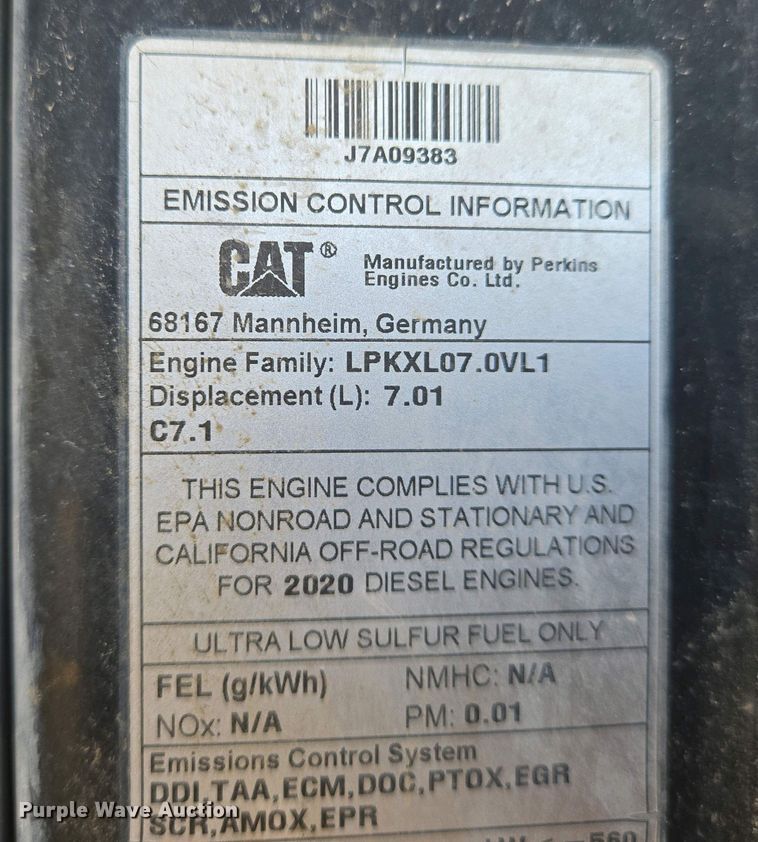 J7A09383
EMISSION CONTROL INFORMATION
CAT® Manufactured by Perkins
Engines Co. Ltd.
68167 Mannheim, Germany
Engine Family: LPKXL07.0VL1
Displacement (L): 7.01
C7.1
THIS ENGINE COMPLIES WITH U.S.
EPA NONROAD AND STATIONARY AND
CALIFORNIA OFF-ROAD REGULATIONS
FOR 2020 DIESEL ENGINES.
ULTRA LOW SULFUR FUEL ONLY
FEL (g/kWh) NMHC: N/A
NOx: N/A PM: 0.01
Emissions Control System
DDI,TAA,ECM,DOC,PTOX,EGR
SCR,AMOX,EPR
Purple Wave Auction